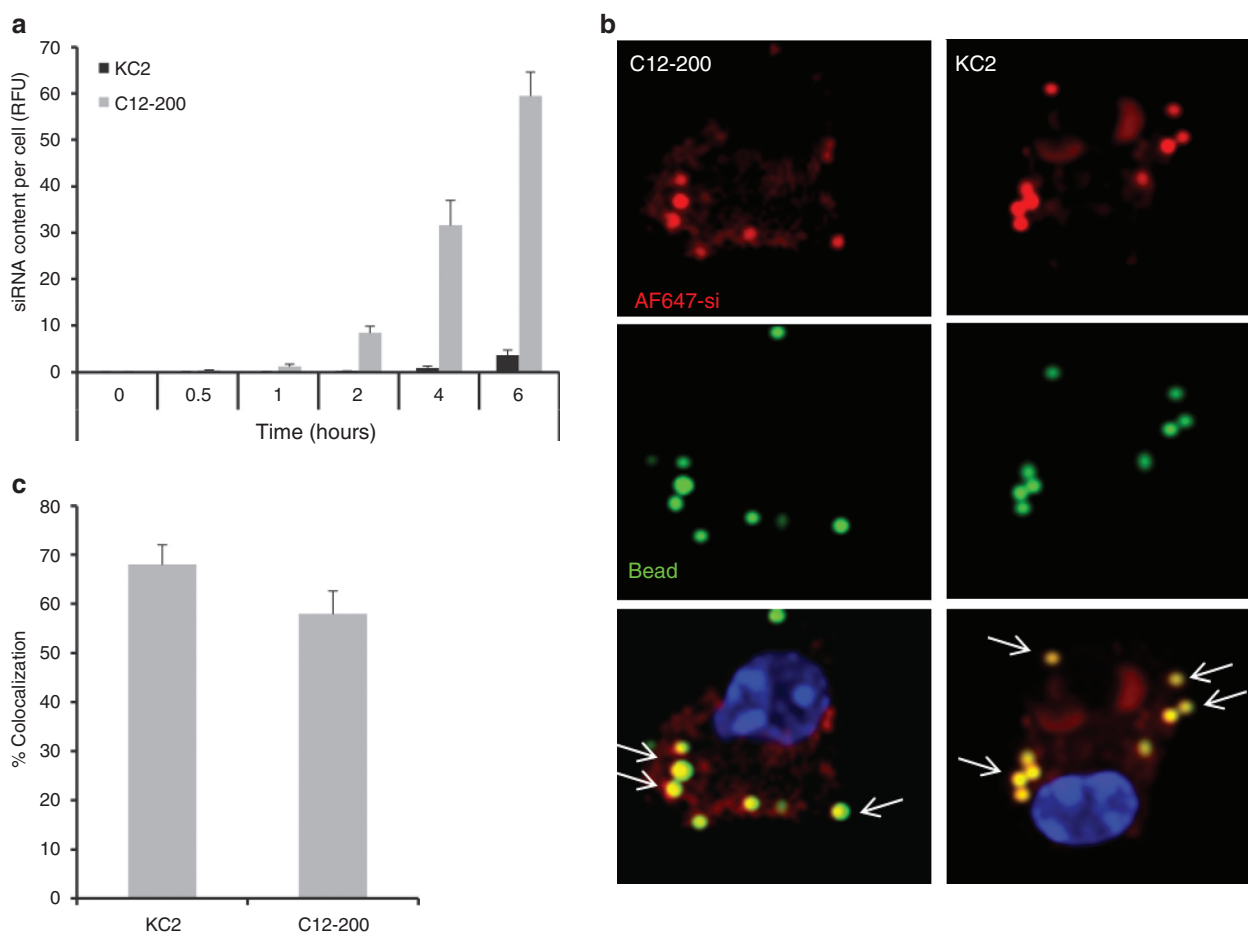 a
siRNA content per cell (RFU)
70
60
50
40
30
20
10
0
KC2
C12-200
0 0.5 1 2 4 6
Time (hours)
b
C12-200
AF647-si
KC2
Bead
c
% Colocalization
80
70
60
50
40
30
20
10
0
KC2 C12-200